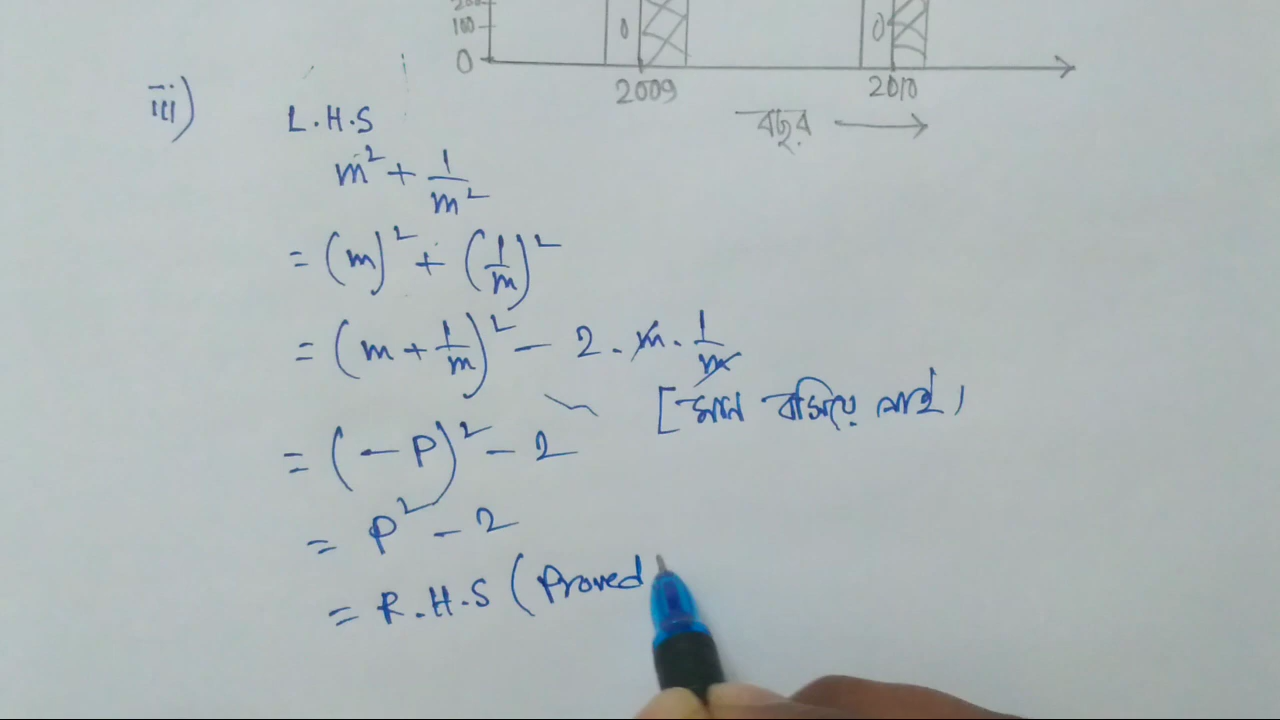 200
100
0
0 0
2009 2010
বছর →
iii) L.H.S
m² + 1/m²
= (m)² + (1/m)²
= (m + 1/m)² - 2 . m . 1/m
[মান বসিয়ে পাই।
= (-P)² - 2
= P² - 2
= R.H.S (Proved